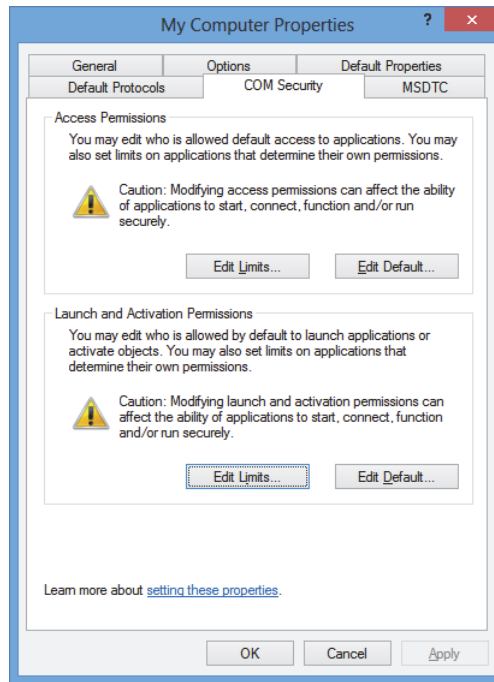 My Computer Properties
?
General Options Default Properties
Default Protocols COM Security MSDTC
Access Permissions
You may edit who is allowed default access to applications. You may
also set limits on applications that determine their own permissions.
Caution: Modifying access permissions can affect the ability
of applications to start, connect, function and/or run
securely.
Edit Limits... Edit Default...
Launch and Activation Permissions
You may edit who is allowed by default to launch applications or
activate objects. You may also set limits on applications that
determine their own permissions.
Caution: Modifying launch and activation permissions can
affect the ability of applications to start, connect, function
and/or run securely.
Edit Limits... Edit Default...
Learn more about setting these properties.
OK Cancel Apply